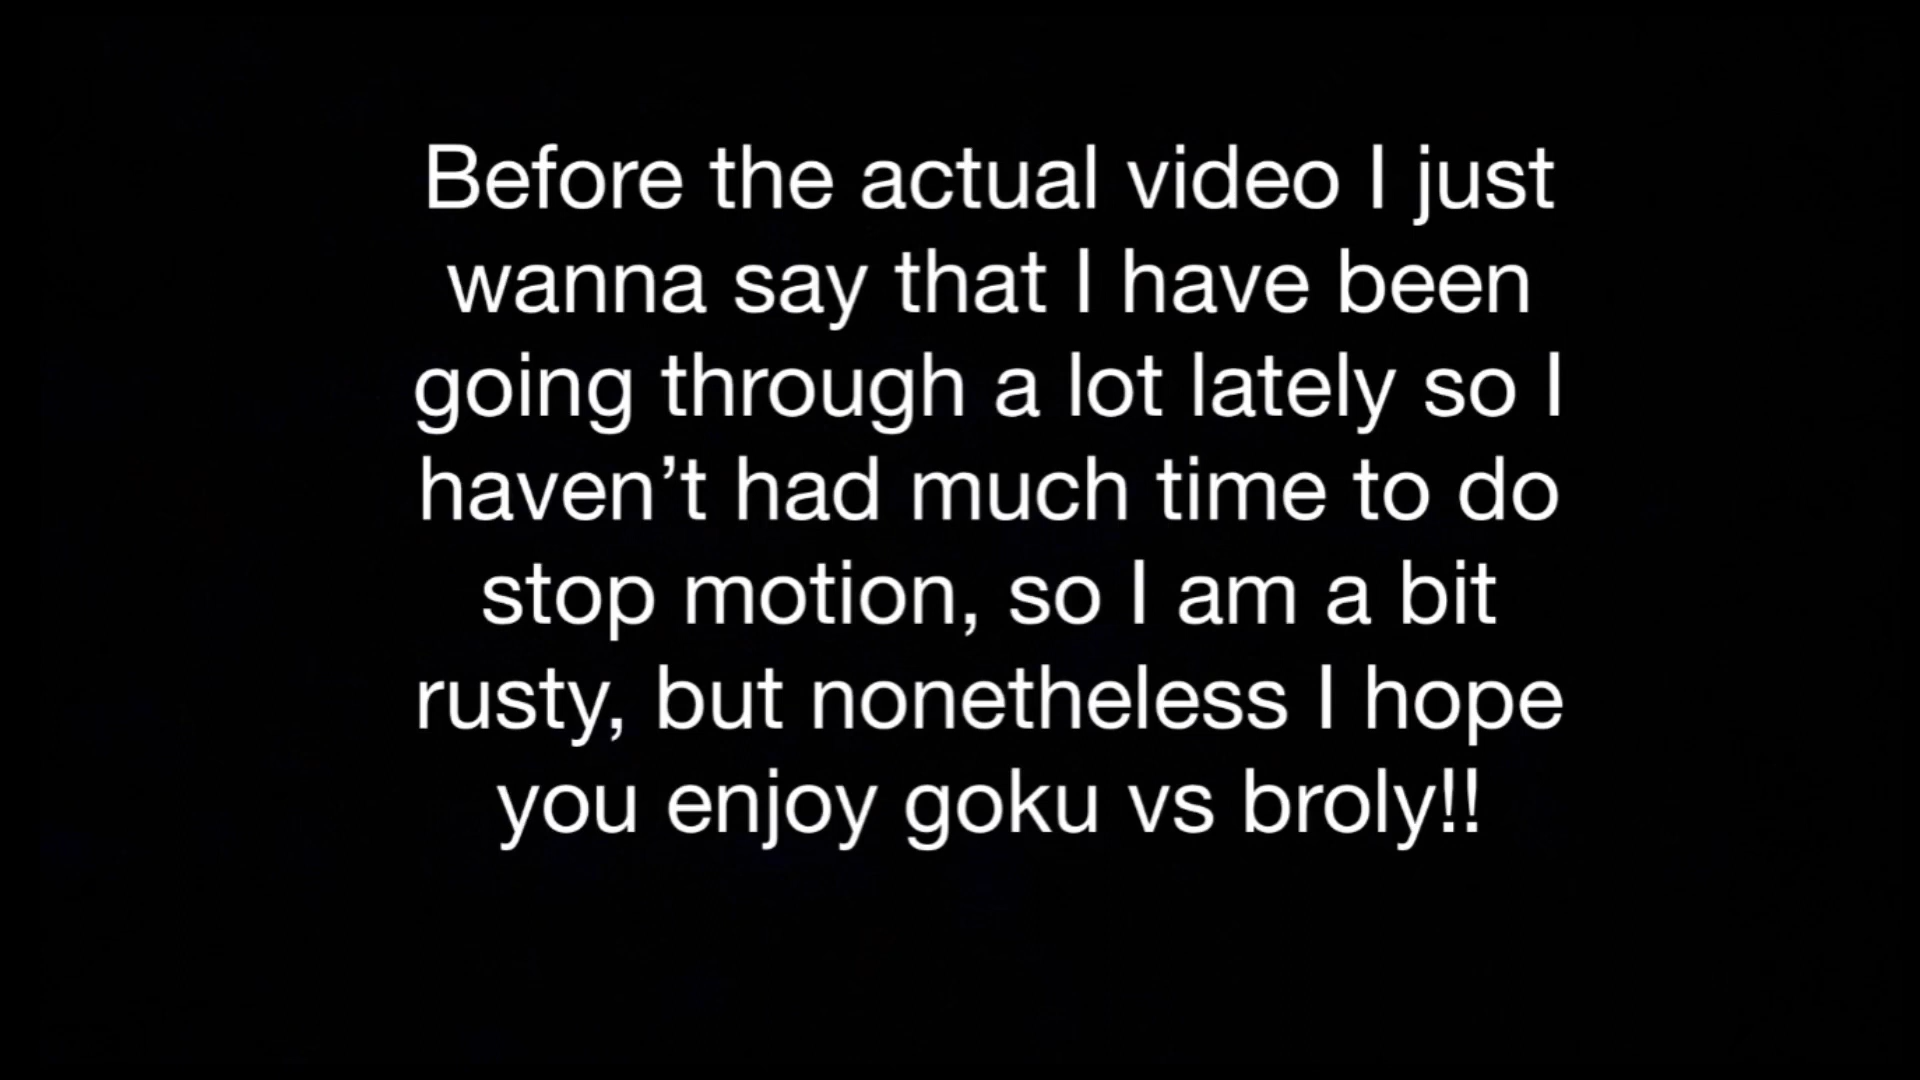 Before the actual video I just
wanna say that I have been
going through a lot lately so I
haven’t had much time to do
stop motion, so I am a bit
rusty, but nonetheless I hope
you enjoy goku vs broly!!